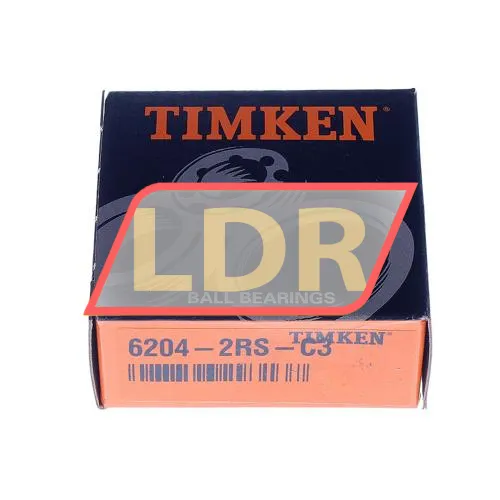 TIMKEN®
LDR
BALL BEARINGS
TIMKEN
6204-2RS-C3